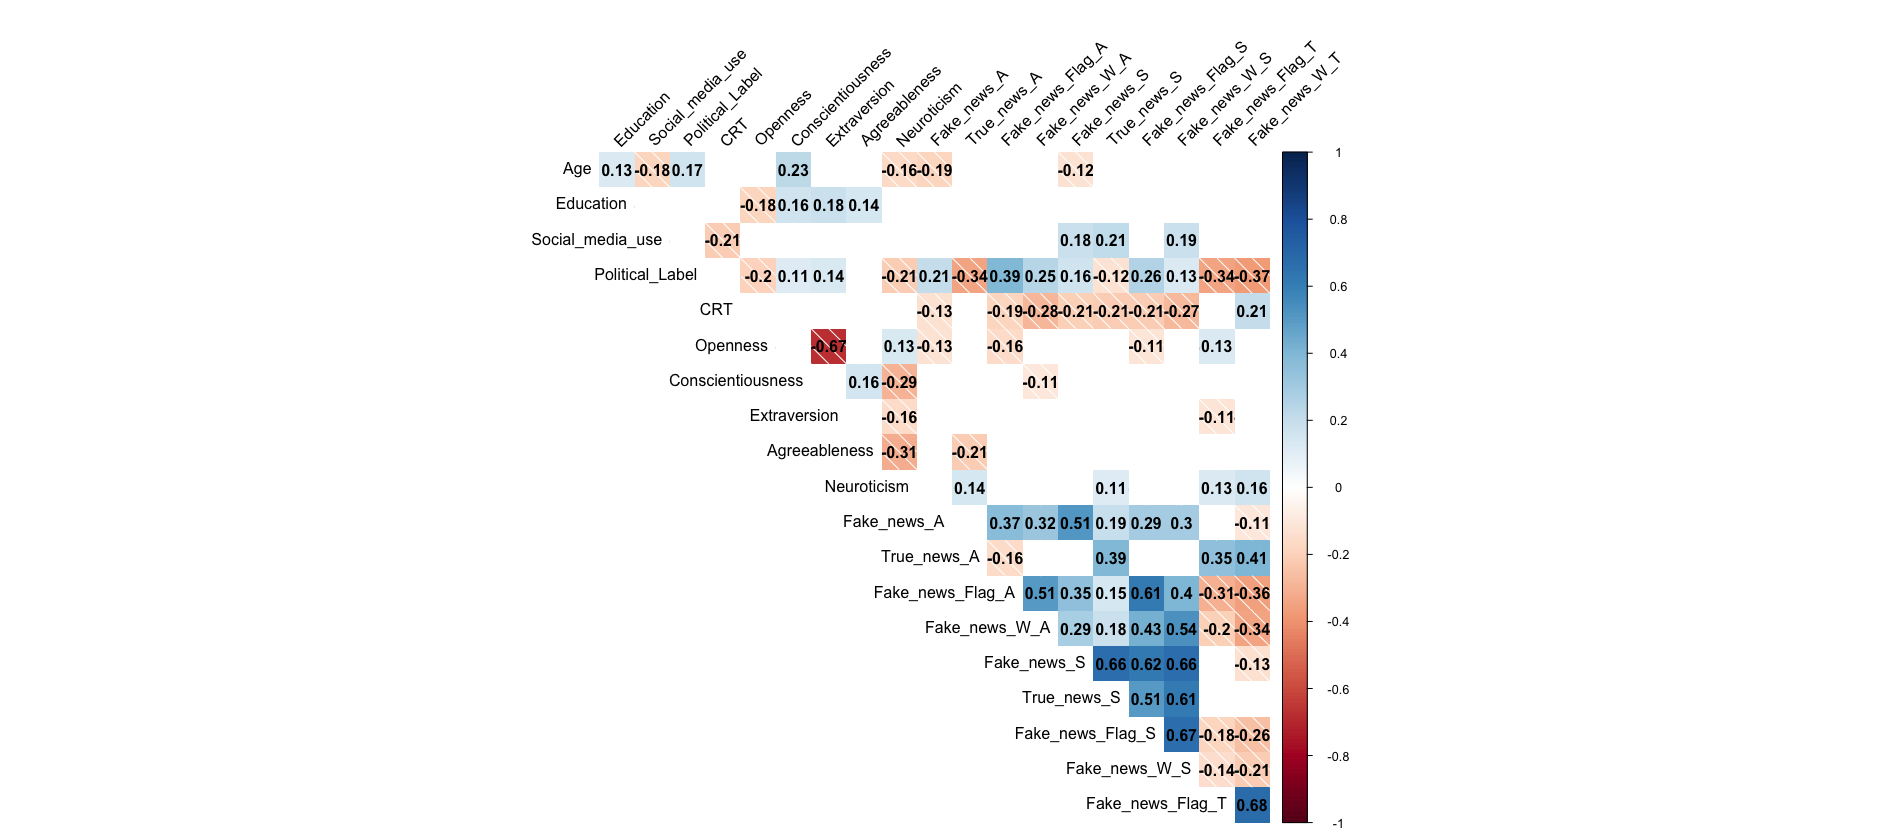 Education
Social_media_use
Political_Label
CRT
Openness
Conscientiousness
Extraversion
Agreeableness
Neuroticism
Fake_news_A
True_news_A
Fake_news_Flag_A
Fake_news_W_A
Fake_news_S
True_news_S
Fake_news_Flag_S
Fake_news_W_S
Fake_news_Flag_T
Fake_news_W_T
Age 0.13 -0.18 0.17 0.23 -0.16 -0.19 -0.12
Education -0.18 0.16 0.18 0.14
Social_media_use -0.21 0.18 0.21 0.19
Political_Label -0.2 0.11 0.14 -0.21 0.21 -0.34 0.39 0.25 0.16 -0.12 0.26 0.13 -0.34 -0.37
CRT -0.13 -0.19 -0.28 -0.21 -0.21 -0.21 -0.27 0.21
Openness -0.67 0.13 -0.13 -0.16 -0.11 0.13
Conscientiousness 0.16 -0.29 -0.11
Extraversion -0.16 -0.11
Agreeableness -0.31 -0.21
Neuroticism 0.14 0.11 0.13 0.16
Fake_news_A 0.37 0.32 0.51 0.19 0.29 0.3 -0.11
True_news_A -0.16 0.39 0.35 0.41
Fake_news_Flag_A 0.51 0.35 0.15 0.61 0.4 -0.31 -0.36
Fake_news_W_A 0.29 0.18 0.43 0.54 -0.2 -0.34
Fake_news_S 0.66 0.62 0.66 -0.13
True_news_S 0.51 0.61
Fake_news_Flag_S 0.67 -0.18 -0.26
Fake_news_W_S -0.14 -0.21
Fake_news_Flag_T 0.68
1
0.8
0.6
0.4
0.2
0
-0.2
-0.4
-0.6
-0.8
-1